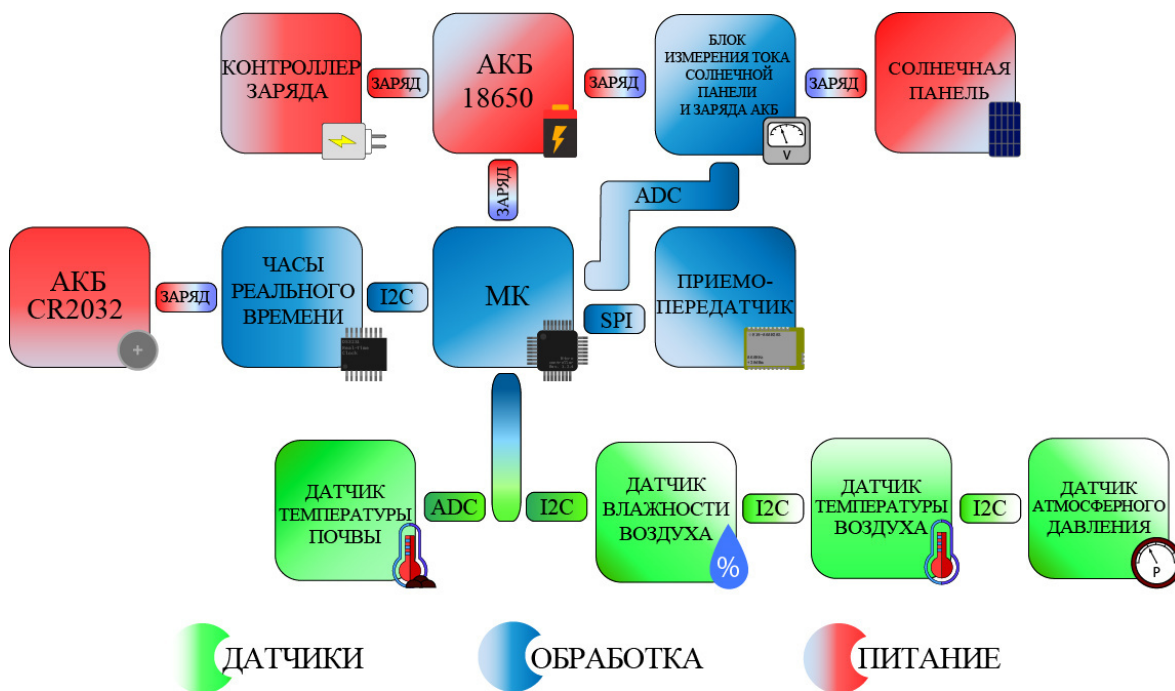 КОНТРОЛЛЕР
ЗАРЯДА
ЗАРЯД
АКБ
18650
ЗАРЯД
БЛОК
ИЗМЕРЕНИЯ ТОКА
СОЛНЕЧНОЙ
ПАНЕЛИ
И ЗАРЯДА АКБ
V
ЗАРЯД
СОЛНЕЧНАЯ
ПАНЕЛЬ
ЗАРЯД
ADC
АКБ
CR2032
+
ЗАРЯД
ЧАСЫ
РЕАЛЬНОГО
ВРЕМЕНИ
I2C
МК
SPI
ПРИЕМО-
ПЕРЕДАТЧИК
ДАТЧИК
ТЕМПЕРАТУРЫ
ПОЧВЫ
ADC
I2C
ДАТЧИК
ВЛАЖНОСТИ
ВОЗДУХА
%
I2C
ДАТЧИК
ТЕМПЕРАТУРЫ
ВОЗДУХА
I2C
ДАТЧИК
АТМОСФЕРНОГО
ДАВЛЕНИЯ
P
ДАТЧИКИ
ОБРАБОТКА
ПИТАНИЕ